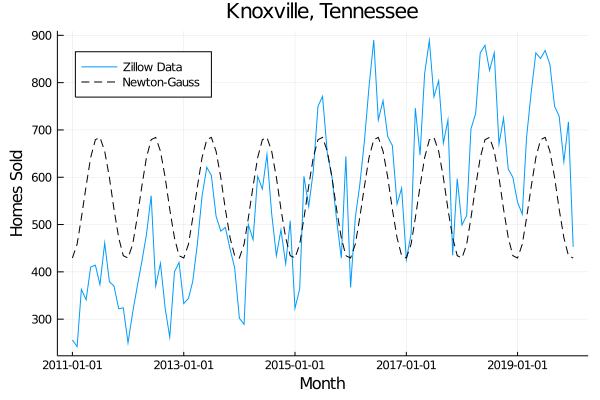 Knoxville, Tennessee
Zillow Data
Newton-Gauss
Homes Sold
900
800
700
600
500
400
300
2011-01-01
2013-01-01
2015-01-01
2017-01-01
2019-01-01
Month